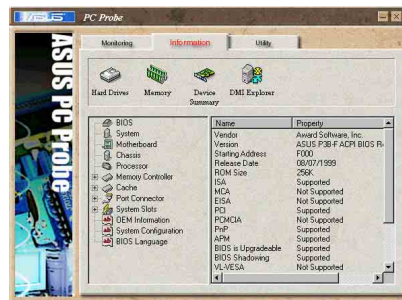 ASUS PC Probe
Monitoring Information Utility
Hard Drives Memory Device Summary DMI Explorer
ASUS PC Probe
BIOS
System
Motherboard
Chassis
Processor
Memory Controller
Cache
Port Connector
System Slots
OEM Information
System Configuration
BIOS Language
Name Property
Vendor Award Software, Inc.
Version ASUS P3B-F ACPI BIOS R
Starting Address F000
Release Date 08/07/1999
ROM Size 256K
ISA Supported
MCA Not Supported
EISA Not Supported
PCI Supported
PCMCIA Not Supported
PnP Supported
APM Supported
BIOS is Upgradeable Supported
BIOS Shadowing Supported
VL-VESA Not Supported